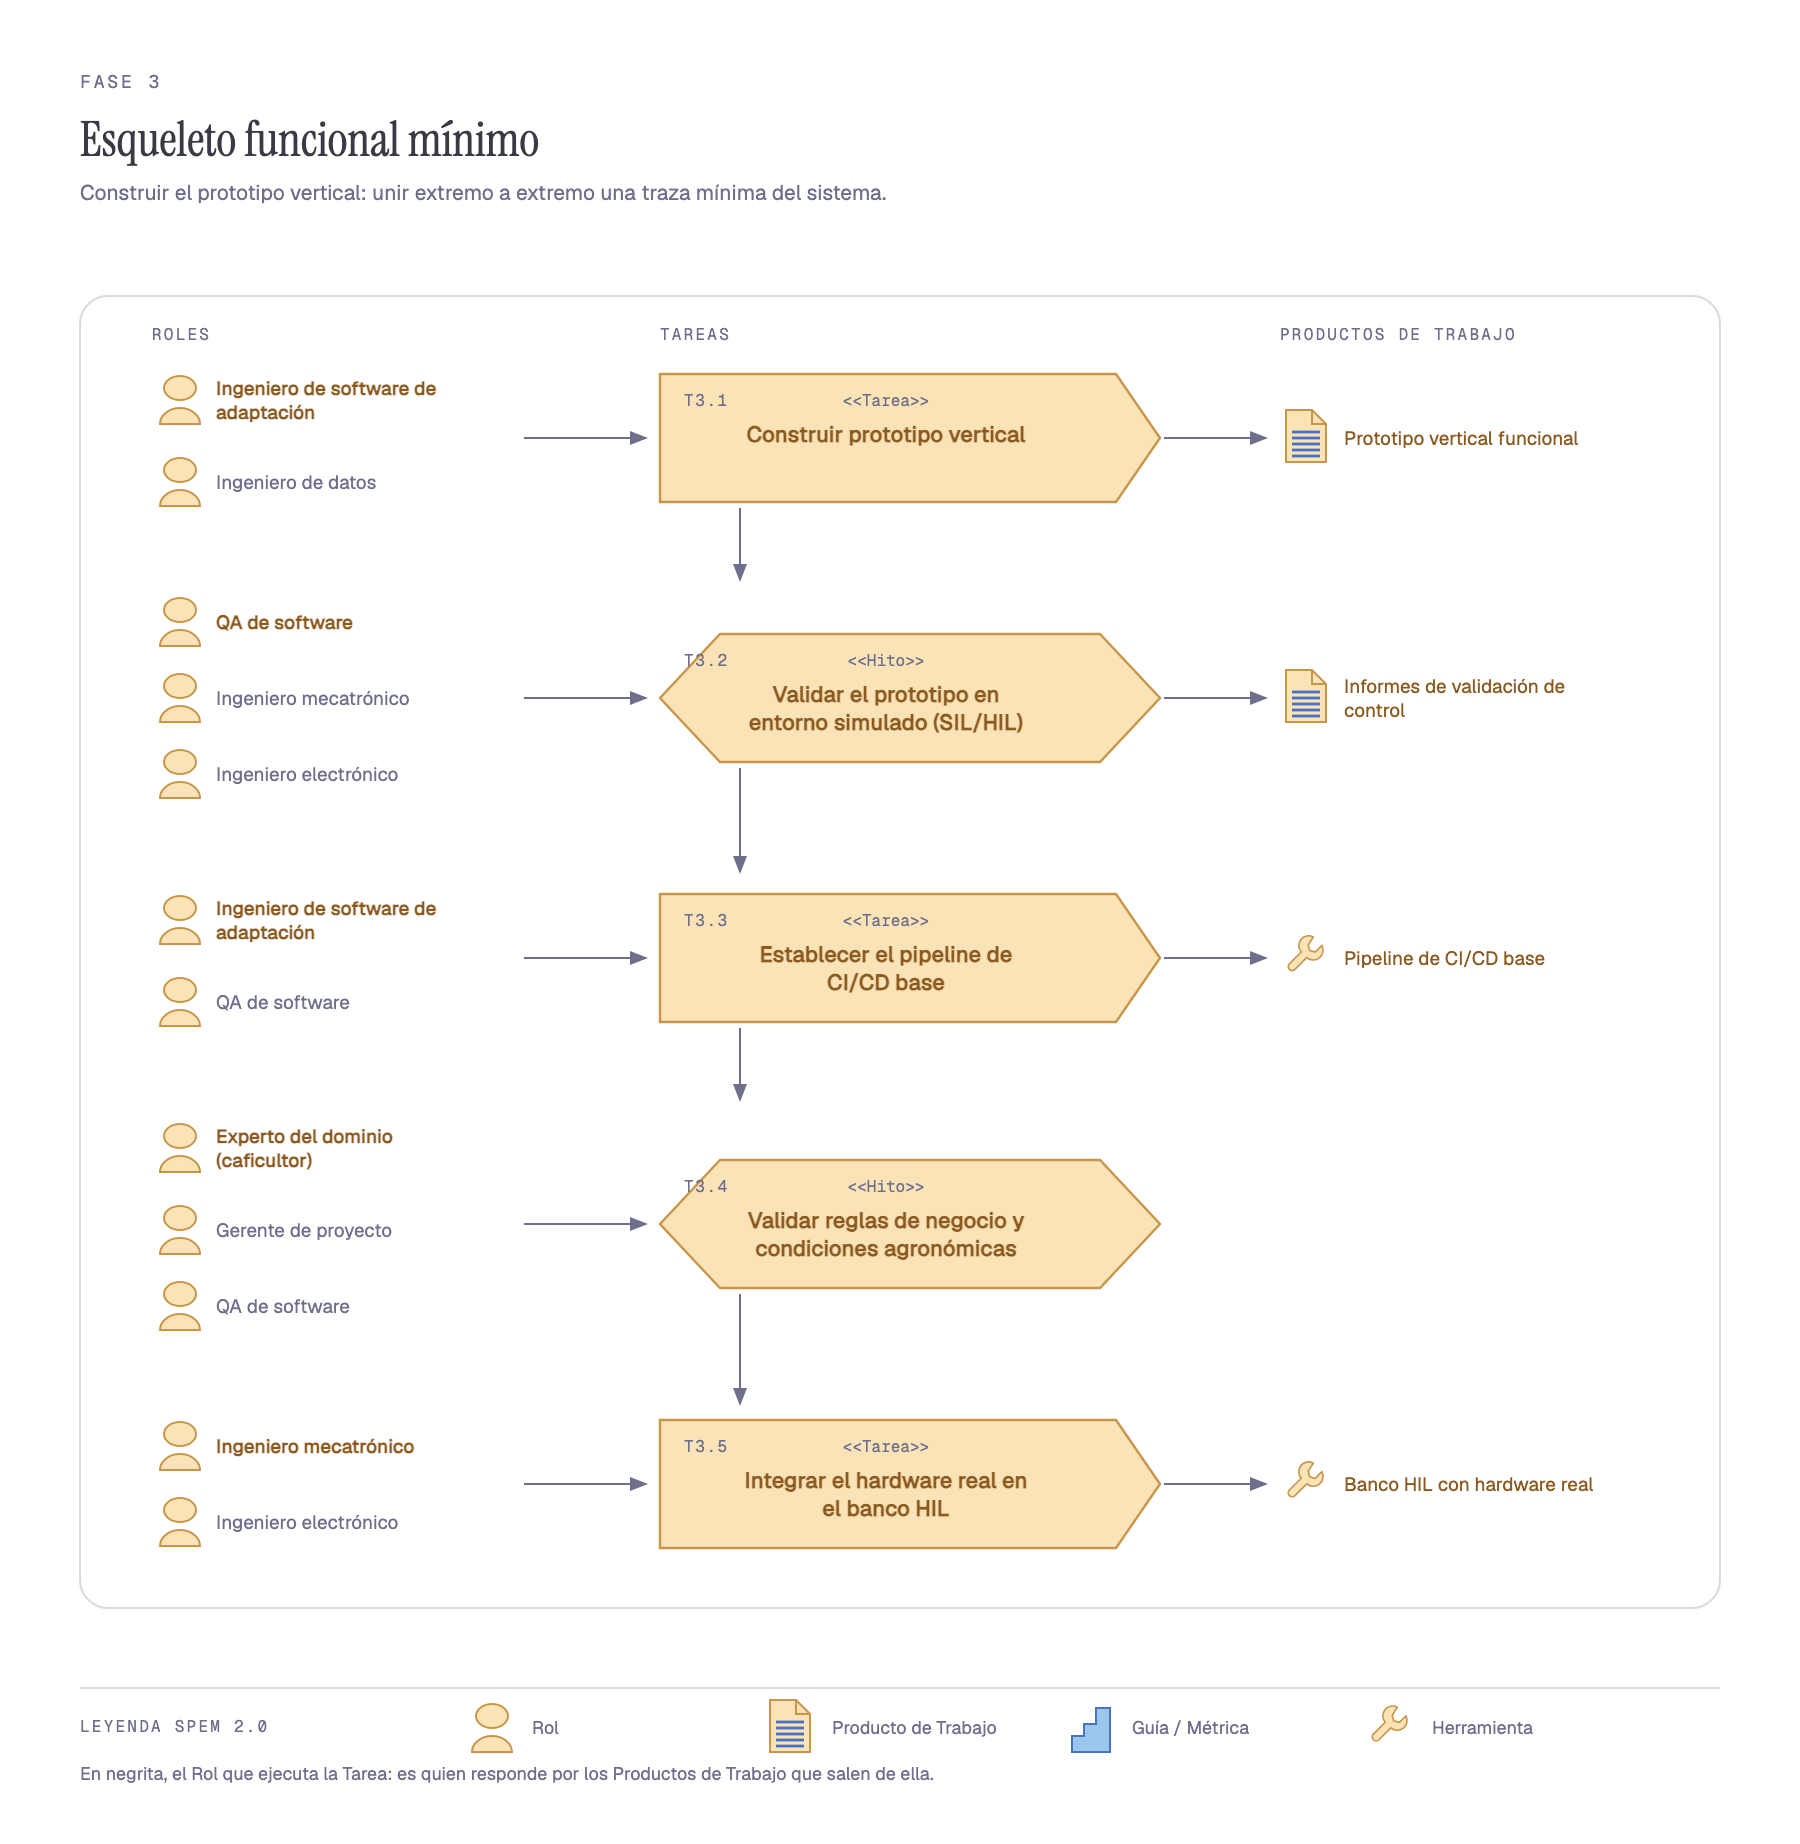 FASE 3
Esqueleto funcional mínimo
Construir el prototipo vertical: unir extremo a extremo una traza mínima del sistema.
ROLES
TAREAS
PRODUCTOS DE TRABAJO
Ingeniero de software de
adaptación
Ingeniero de datos
T3.1
<<Tarea>>
Construir prototipo vertical
Prototipo vertical funcional
QA de software
Ingeniero mecatrónico
Ingeniero electrónico
T3.2
<<Hito>>
Validar el prototipo en
entorno simulado (SIL/HIL)
Informes de validación de
control
Ingeniero de software de
adaptación
QA de software
T3.3
<<Tarea>>
Establecer el pipeline de
CI/CD base
Pipeline de CI/CD base
Experto del dominio
(caficultor)
Gerente de proyecto
QA de software
T3.4
<<Hito>>
Validar reglas de negocio y
condiciones agronómicas
Ingeniero mecatrónico
Ingeniero electrónico
T3.5
<<Tarea>>
Integrar el hardware real en
el banco HIL
Banco HIL con hardware real
LEYENDA SPEM 2.0
Rol
Producto de Trabajo
Guía / Métrica
Herramienta
En negrita, el Rol que ejecuta la Tarea: es quien responde por los Productos de Trabajo que salen de ella.